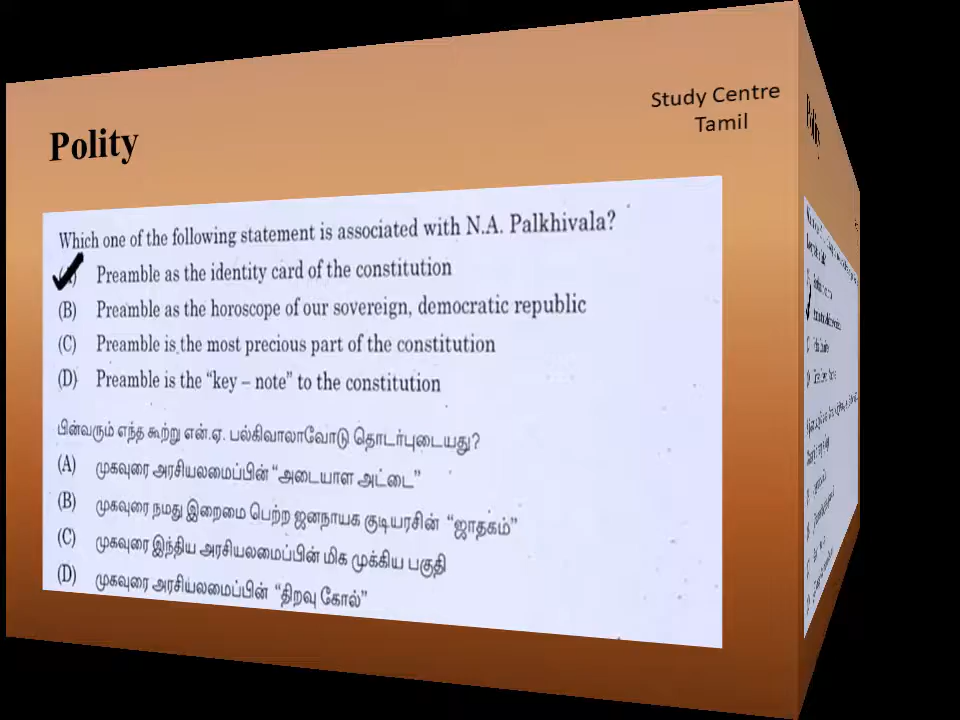 Study Centre
Tamil
Polity
Which one of the following statement is associated with N.A. Palkhivala?
(A) Preamble as the identity card of the constitution
(B) Preamble as the horoscope of our sovereign, democratic republic
(C) Preamble is the most precious part of the constitution
(D) Preamble is the “key – note” to the constitution
பின்வரும் எந்த கூற்று என்.ஏ. பல்கிவாலாவோடு தொடர்புடையது?
(A) முகவுரை அரசியலமைப்பின் “அடையாள அட்டை”
(B) முகவுரை நமது இறைமை பெற்ற ஜனநாயக குடியரசின் “ஜாதகம்”
(C) முகவுரை இந்திய அரசியலமைப்பின் மிக முக்கிய பகுதி
(D) முகவுரை அரசியலமைப்பின் “திறவு கோல்”
Polity